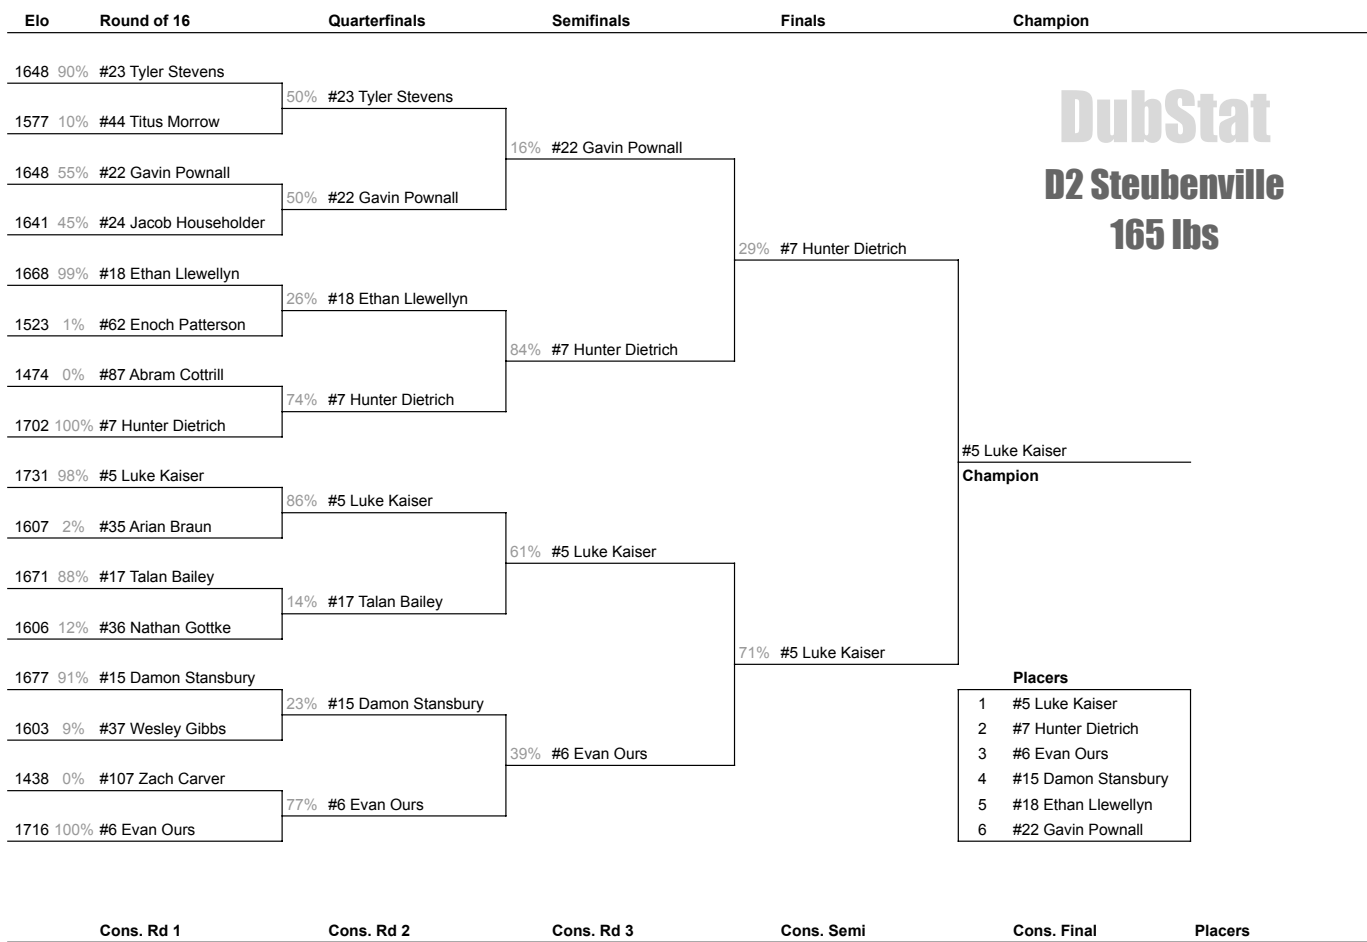 Elo Round of 16 Quarterfinals Semifinals Finals Champion
1648 90% #23 Tyler Stevens
50% #23 Tyler Stevens
1577 10% #44 Titus Morrow
16% #22 Gavin Pownall
1648 55% #22 Gavin Pownall
50% #22 Gavin Pownall
1641 45% #24 Jacob Householder
29% #7 Hunter Dietrich
1668 99% #18 Ethan Llewellyn
26% #18 Ethan Llewellyn
1523 1% #62 Enoch Patterson
84% #7 Hunter Dietrich
1474 0% #87 Abram Cottrill
74% #7 Hunter Dietrich
1702 100% #7 Hunter Dietrich
DubStat
D2 Steubenville
165 lbs
#5 Luke Kaiser
Champion
1731 98% #5 Luke Kaiser
86% #5 Luke Kaiser
1607 2% #35 Arian Braun
61% #5 Luke Kaiser
1671 88% #17 Talan Bailey
14% #17 Talan Bailey
1606 12% #36 Nathan Gottke
71% #5 Luke Kaiser
1677 91% #15 Damon Stansbury
23% #15 Damon Stansbury
1603 9% #37 Wesley Gibbs
39% #6 Evan Ours
1438 0% #107 Zach Carver
77% #6 Evan Ours
1716 100% #6 Evan Ours
Placers
1 #5 Luke Kaiser
2 #7 Hunter Dietrich
3 #6 Evan Ours
4 #15 Damon Stansbury
5 #18 Ethan Llewellyn
6 #22 Gavin Pownall
Cons. Rd 1 Cons. Rd 2 Cons. Rd 3 Cons. Semi Cons. Final Placers